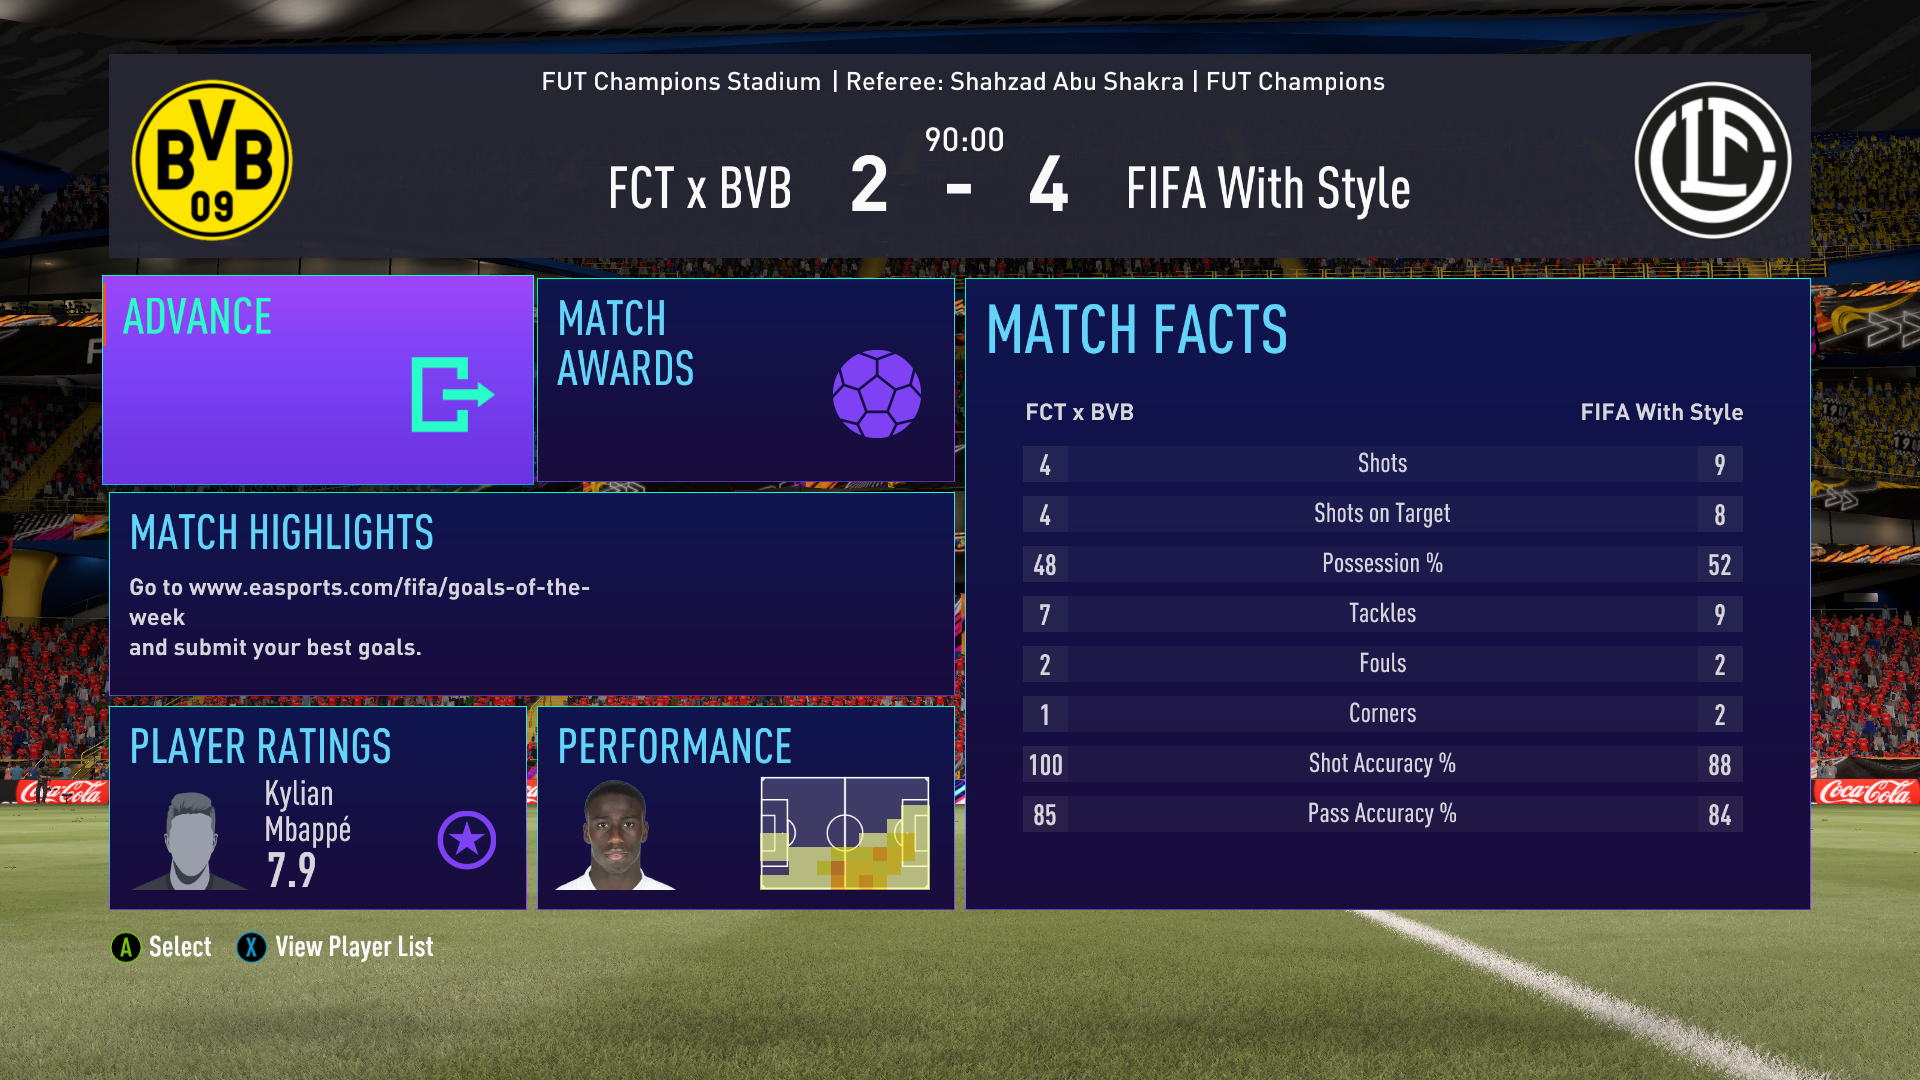 FUT Champions Stadium | Referee: Shahzad Abu Shakra | FUT Champions
BVB
09
90:00
FCT x BVB 2 - 4 FIFA With Style
ADVANCE
MATCH
AWARDS
MATCH HIGHLIGHTS
Go to www.easports.com/fifa/goals-of-the-
week
and submit your best goals.
PLAYER RATINGS
Kylian
Mbappé
7.9
PERFORMANCE
MATCH FACTS
FCT x BVB FIFA With Style
4 Shots 9
4 Shots on Target 8
48 Possession % 52
7 Tackles 9
2 Fouls 2
1 Corners 2
100 Shot Accuracy % 88
85 Pass Accuracy % 84
Coca-Cola
Coca-Cola
A Select X View Player List